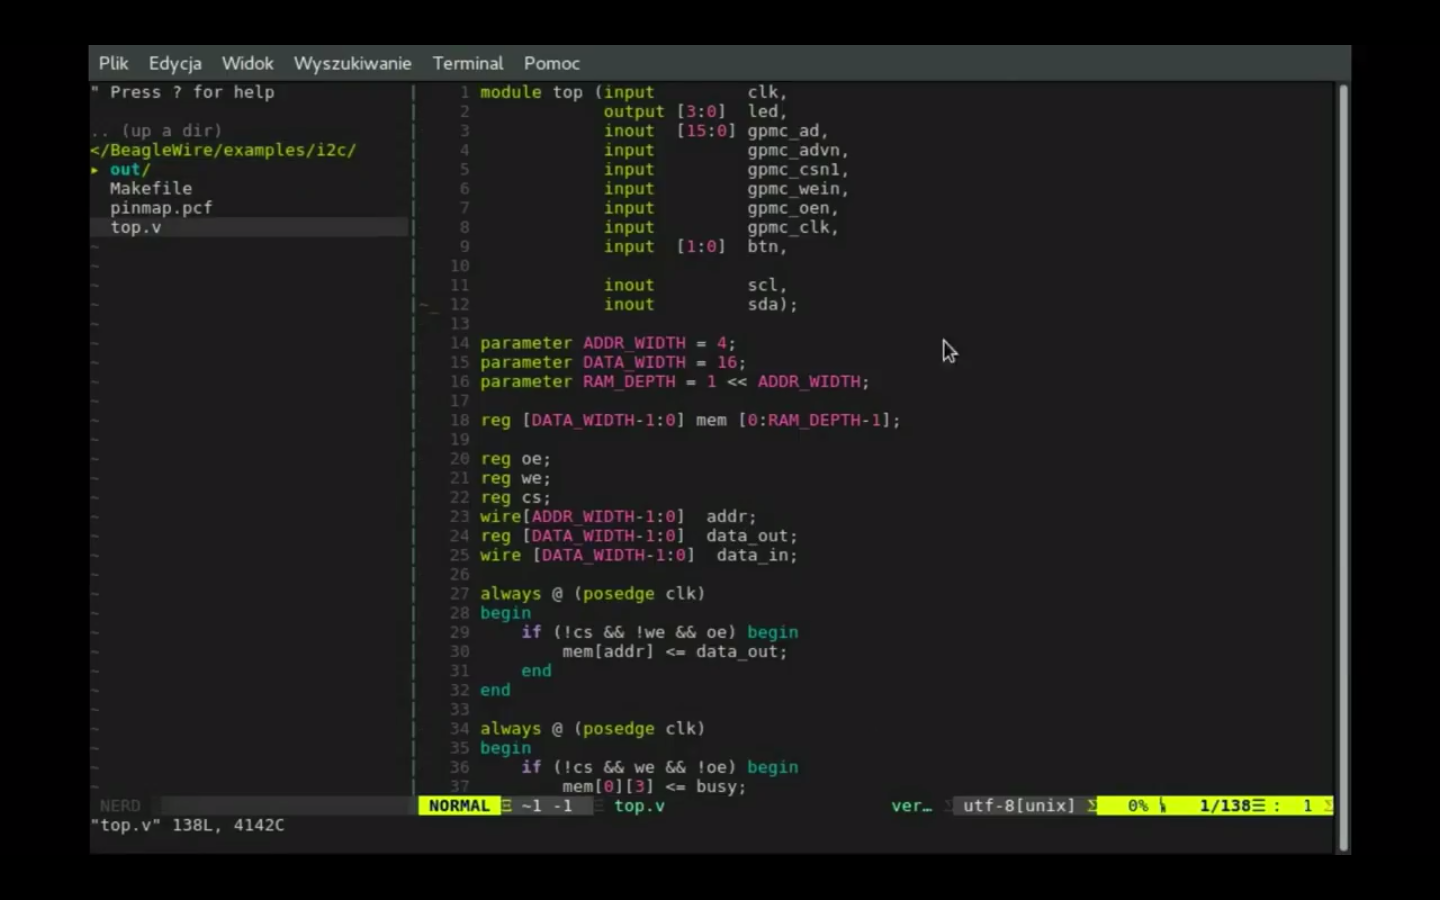 Plik Edycja Widok Wyszukiwanie Terminal Pomoc
" Press ? for help
.. (up a dir)
</BeagleWire/examples/i2c/
▸ out/
Makefile
pinmap.pcf
top.v
1 module top (input clk,
2 output [3:0] led,
3 inout [15:0] gpmc_ad,
4 input gpmc_advn,
5 input gpmc_csn1,
6 input gpmc_wein,
7 input gpmc_oen,
8 input gpmc_clk,
9 input [1:0] btn,
10
11 inout scl,
~_ 12 inout sda);
13
14 parameter ADDR_WIDTH = 4;
15 parameter DATA_WIDTH = 16;
16 parameter RAM_DEPTH = 1 << ADDR_WIDTH;
17
18 reg [DATA_WIDTH-1:0] mem [0:RAM_DEPTH-1];
19
20 reg oe;
21 reg we;
22 reg cs;
23 wire[ADDR_WIDTH-1:0] addr;
24 reg [DATA_WIDTH-1:0] data_out;
25 wire [DATA_WIDTH-1:0] data_in;
26
27 always @ (posedge clk)
28 begin
29 if (!cs && !we && oe) begin
30 mem[addr] <= data_out;
31 end
32 end
33
34 always @ (posedge clk)
35 begin
36 if (!cs && we && !oe) begin
37 mem[0][3] <= busy;
NERD NORMAL ~1 -1 top.v ver… utf-8[unix] 0% 1/138☰ : 1
"top.v" 138L, 4142C